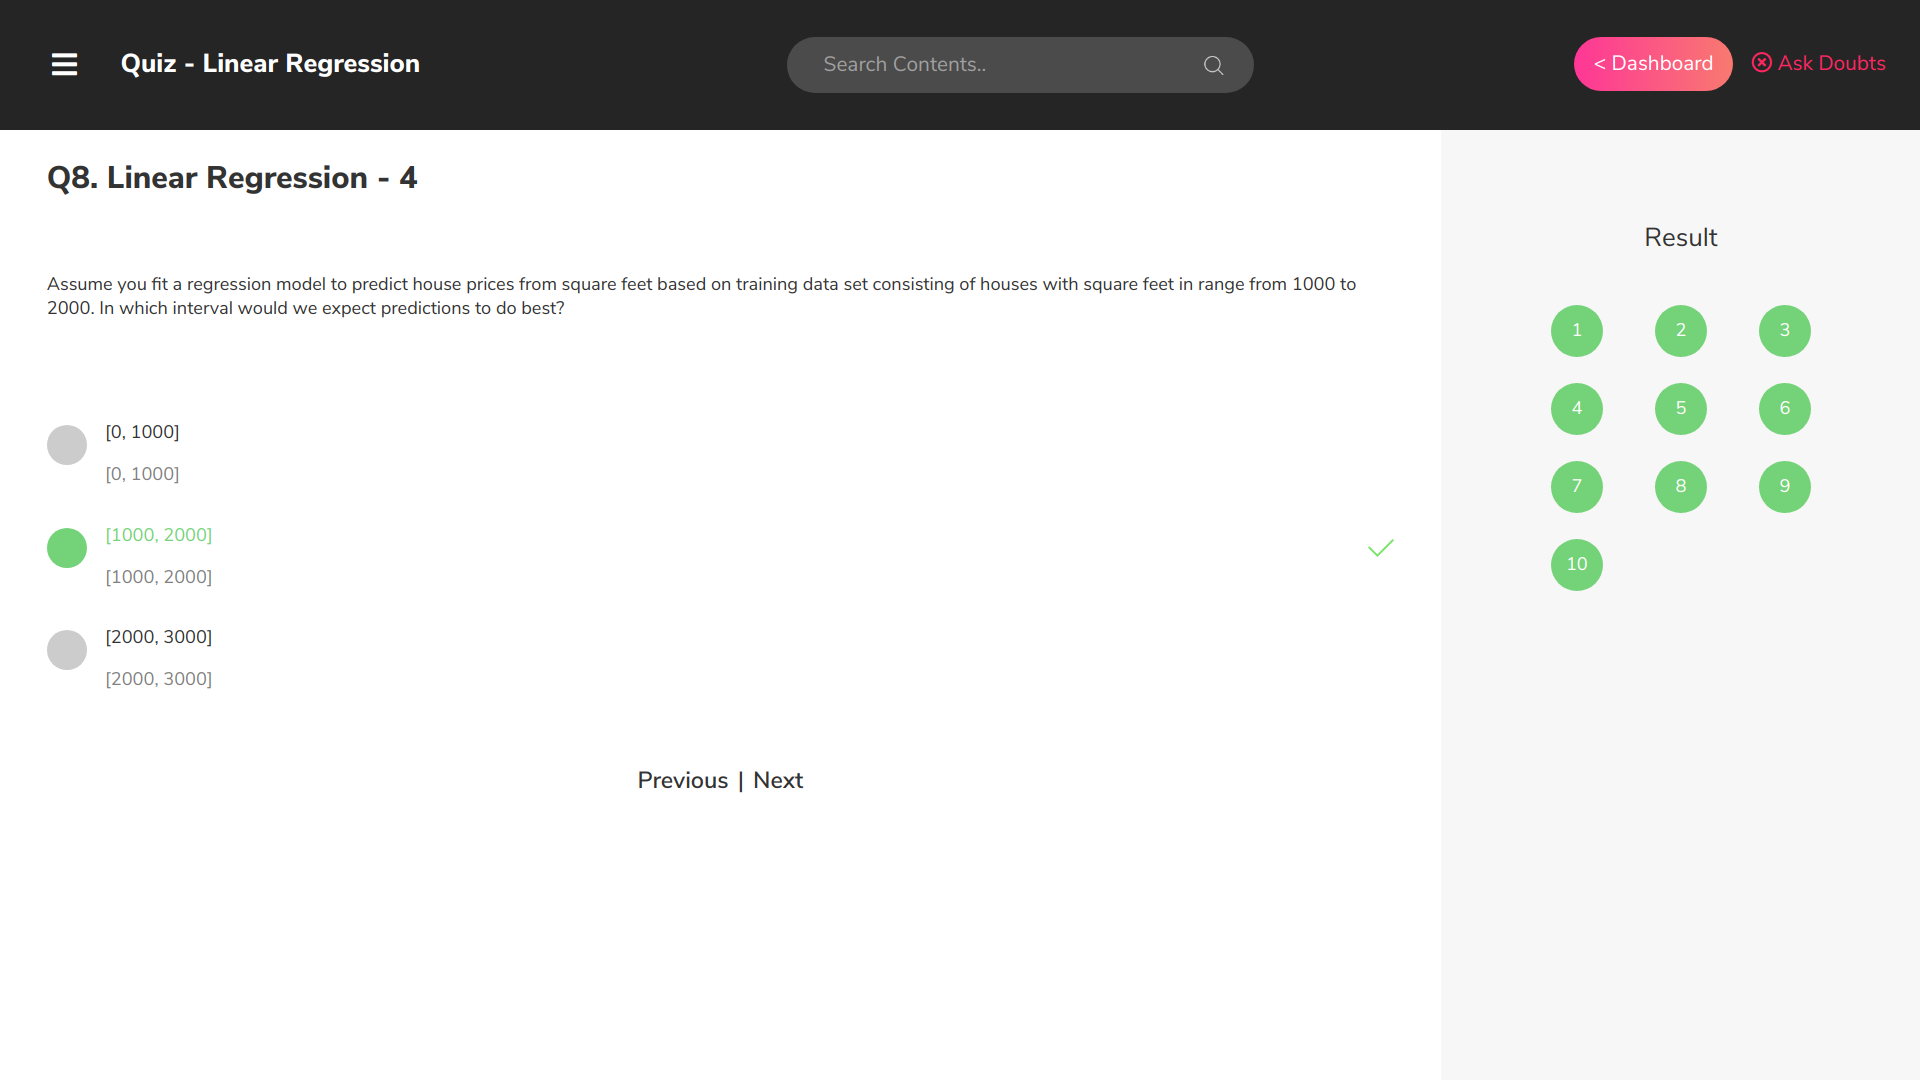 Quiz - Linear Regression
Search Contents..
< Dashboard
Ask Doubts
Q8. Linear Regression - 4
Assume you fit a regression model to predict house prices from square feet based on training data set consisting of houses with square feet in range from 1000 to
2000. In which interval would we expect predictions to do best?
[0, 1000]
[0, 1000]
[1000, 2000]
[1000, 2000]
[2000, 3000]
[2000, 3000]
Previous | Next
Result
1 2 3
4 5 6
7 8 9
10